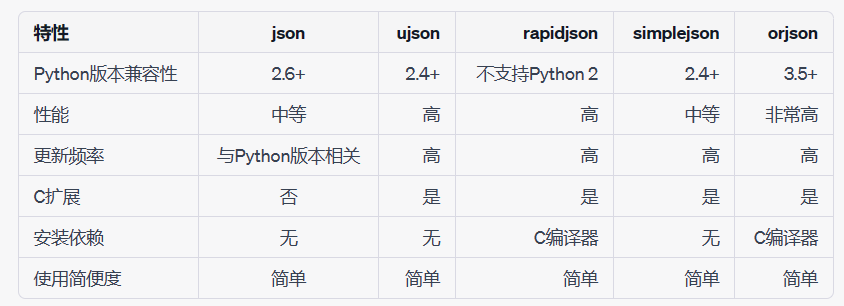 特性 json ujson rapidjson simplejson orjson
Python版本兼容性 2.6+ 2.4+ 不支持Python 2 2.4+ 3.5+
性能 中等 高 高 中等 非常高
更新频率 与Python版本相关 高 高 高 高
C扩展 否 是 是 是 是
安装依赖 无 无 C编译器 无 C编译器
使用简便度 简单 简单 简单 简单 简单